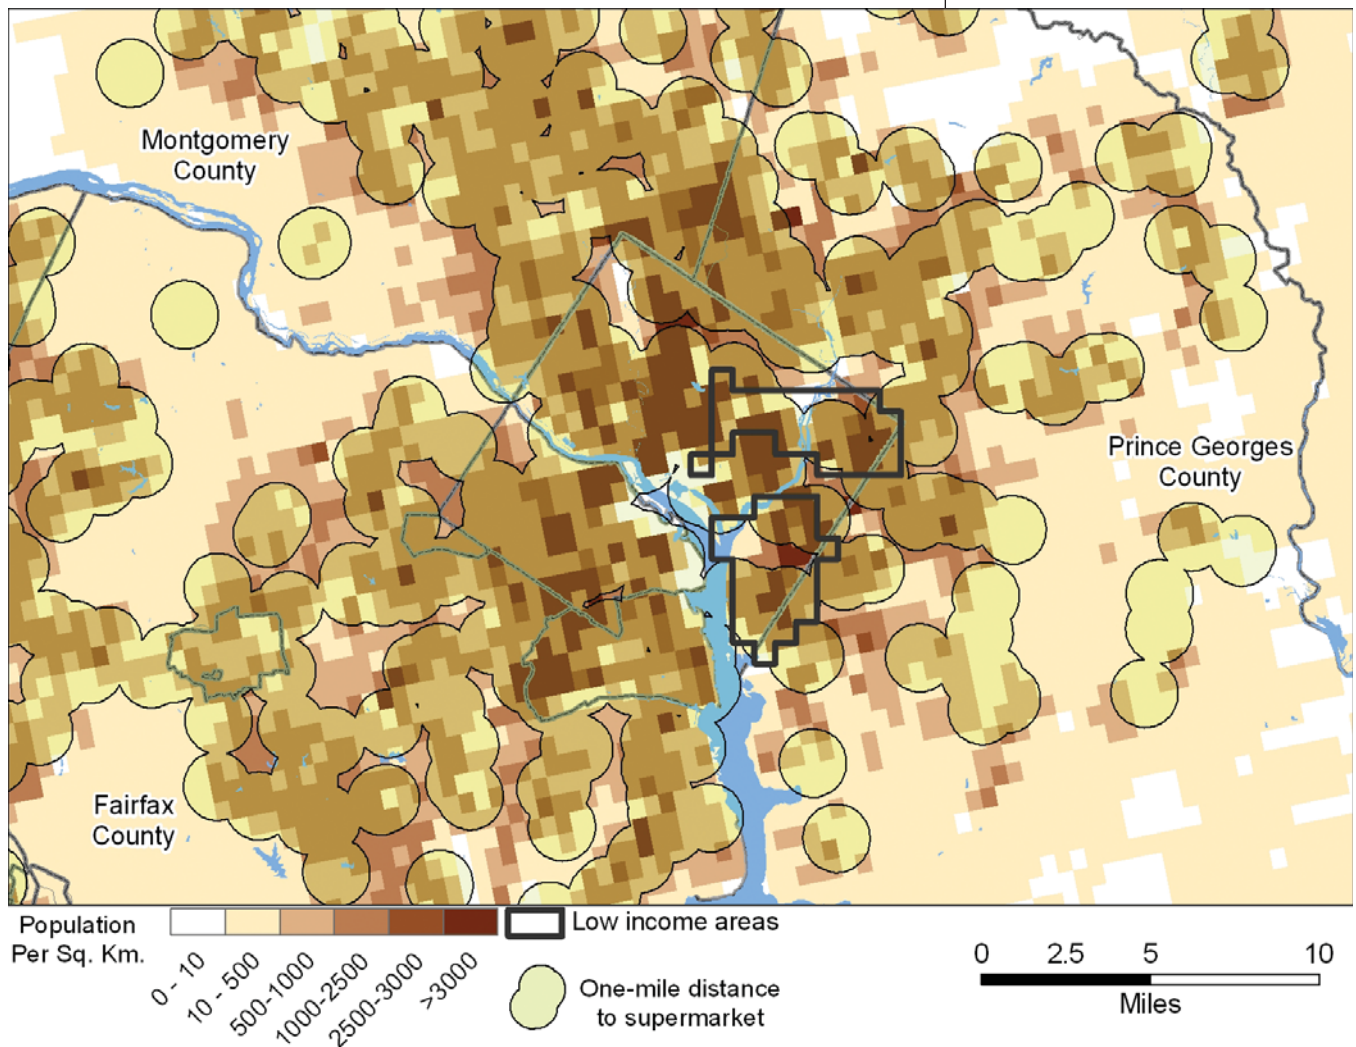 Montgomery
County
Prince Georges
County
Fairfax
County
Population
Per Sq. Km.
0 - 10
10 - 500
500-1000
1000-2500
2500-3000
>3000
Low income areas
One-mile distance
to supermarket
0 2.5 5 10
Miles